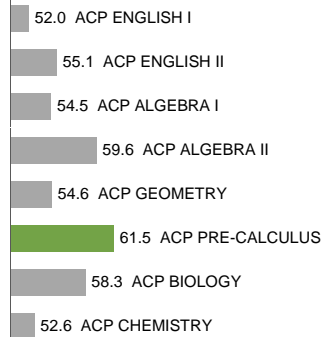 52.0 ACP ENGLISH I
55.1 ACP ENGLISH II
54.5 ACP ALGEBRA I
59.6 ACP ALGEBRA II
54.6 ACP GEOMETRY
61.5 ACP PRE-CALCULUS
58.3 ACP BIOLOGY
52.6 ACP CHEMISTRY